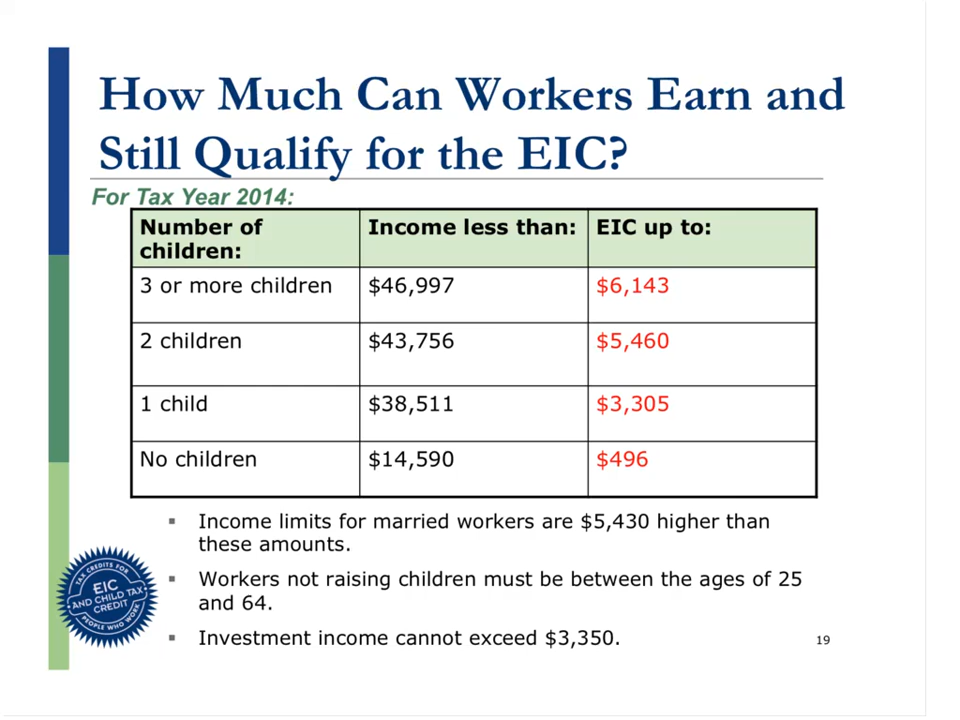 How Much Can Workers Earn and
Still Qualify for the EIC?
For Tax Year 2014:
Number of children: Income less than: EIC up to:
3 or more children $46,997 $6,143
2 children $43,756 $5,460
1 child $38,511 $3,305
No children $14,590 $496
▪ Income limits for married workers are $5,430 higher than
these amounts.
▪ Workers not raising children must be between the ages of 25
and 64.
▪ Investment income cannot exceed $3,350.
TAX CREDITS FOR
EIC
AND CHILD TAX
CREDIT
PEOPLE WHO WORK
19